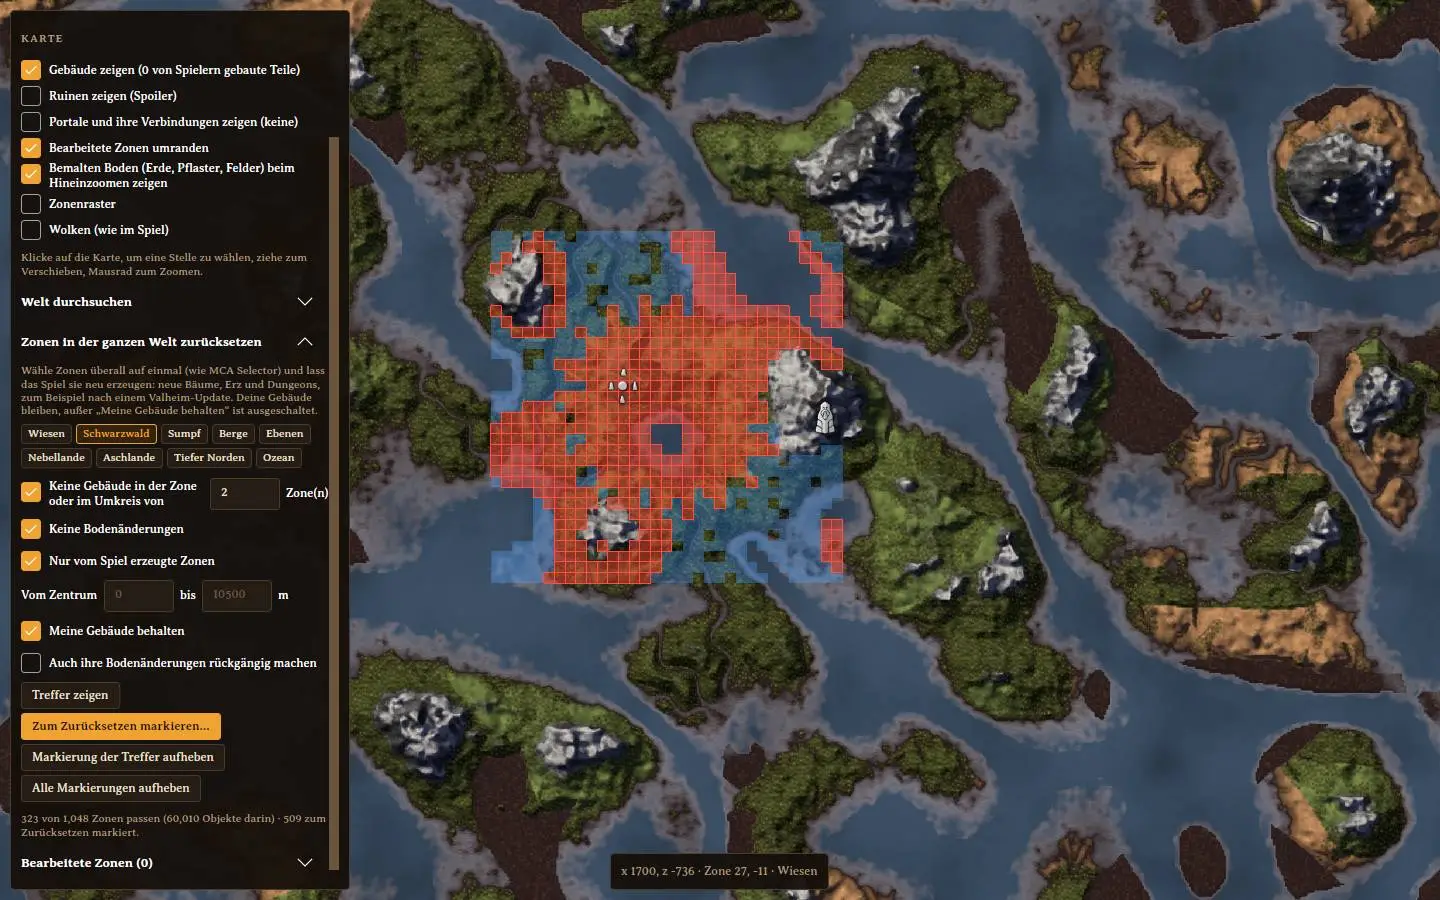 KARTE
Gebäude zeigen (0 von Spielern gebaute Teile)
Ruinen zeigen (Spoiler)
Portale und ihre Verbindungen zeigen (keine)
Bearbeitete Zonen umranden
Bemalten Boden (Erde, Pflaster, Felder) beim
Hineinzoomen zeigen
Zonenraster
Wolken (wie im Spiel)
Klicke auf die Karte, um eine Stelle zu wählen, ziehe zum
Verschieben, Mausrad zum Zoomen.
Welt durchsuchen
Zonen in der ganzen Welt zurücksetzen
Wähle Zonen überall auf einmal (wie MCA Selector) und lass
das Spiel sie neu erzeugen: neue Bäume, Erz und Dungeons,
zum Beispiel nach einem Valheim-Update. Deine Gebäude
bleiben, außer „Meine Gebäude behalten“ ist ausgeschaltet.
Wiesen Schwarzwald Sumpf Berge Ebenen
Nebellande Aschlande Tiefer Norden Ozean
Keine Gebäude in der Zone
oder im Umkreis von 2 Zone(n)
Keine Bodenänderungen
Nur vom Spiel erzeugte Zonen
Vom Zentrum 0 bis 10500 m
Meine Gebäude behalten
Auch ihre Bodenänderungen rückgängig machen
Treffer zeigen
Zum Zurücksetzen markieren...
Markierung der Treffer aufheben
Alle Markierungen aufheben
323 von 1,048 Zonen passen (60,010 Objekte darin) · 509 zum
Zurücksetzen markiert.
Bearbeitete Zonen (0)
x 1700, z -736 · Zone 27, -11 · Wiesen